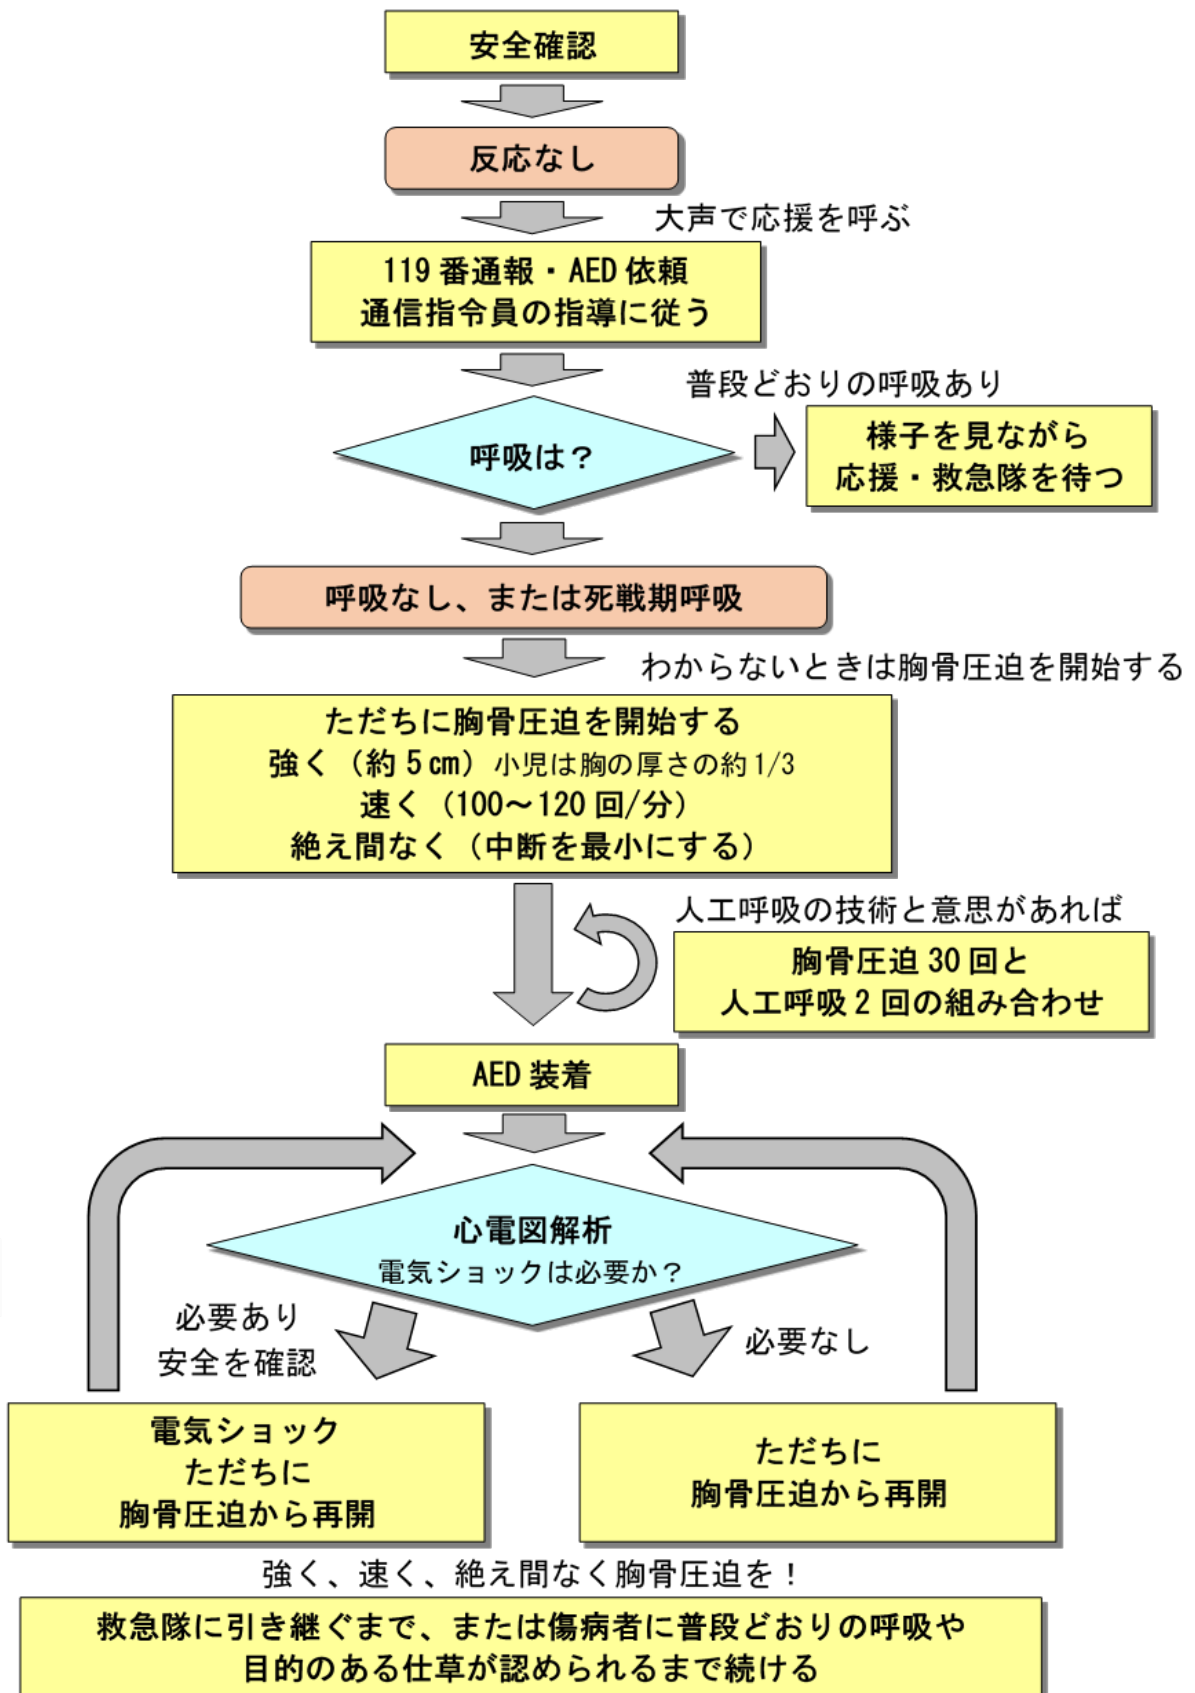 安全確認
反応なし
大声で応援を呼ぶ
119番通報・AED依頼
通信指令員の指導に従う
普段どおりの呼吸あり
呼吸は？
様子を見ながら
応援・救急隊を待つ
呼吸なし、または死戦期呼吸
わからないときは胸骨圧迫を開始する
ただちに胸骨圧迫を開始する
強く（約5cm）小児は胸の厚さの約1/3
速く（100～120回/分）
絶え間なく（中断を最小にする）
人工呼吸の技術と意思があれば
胸骨圧迫30回と
人工呼吸2回の組み合わせ
AED装着
心電図解析
電気ショックは必要か？
必要あり
安全を確認
必要なし
電気ショック
ただちに
胸骨圧迫から再開
ただちに
胸骨圧迫から再開
強く、速く、絶え間なく胸骨圧迫を！
救急隊に引き継ぐまで、または傷病者に普段どおりの呼吸や
目的のある仕草が認められるまで続ける